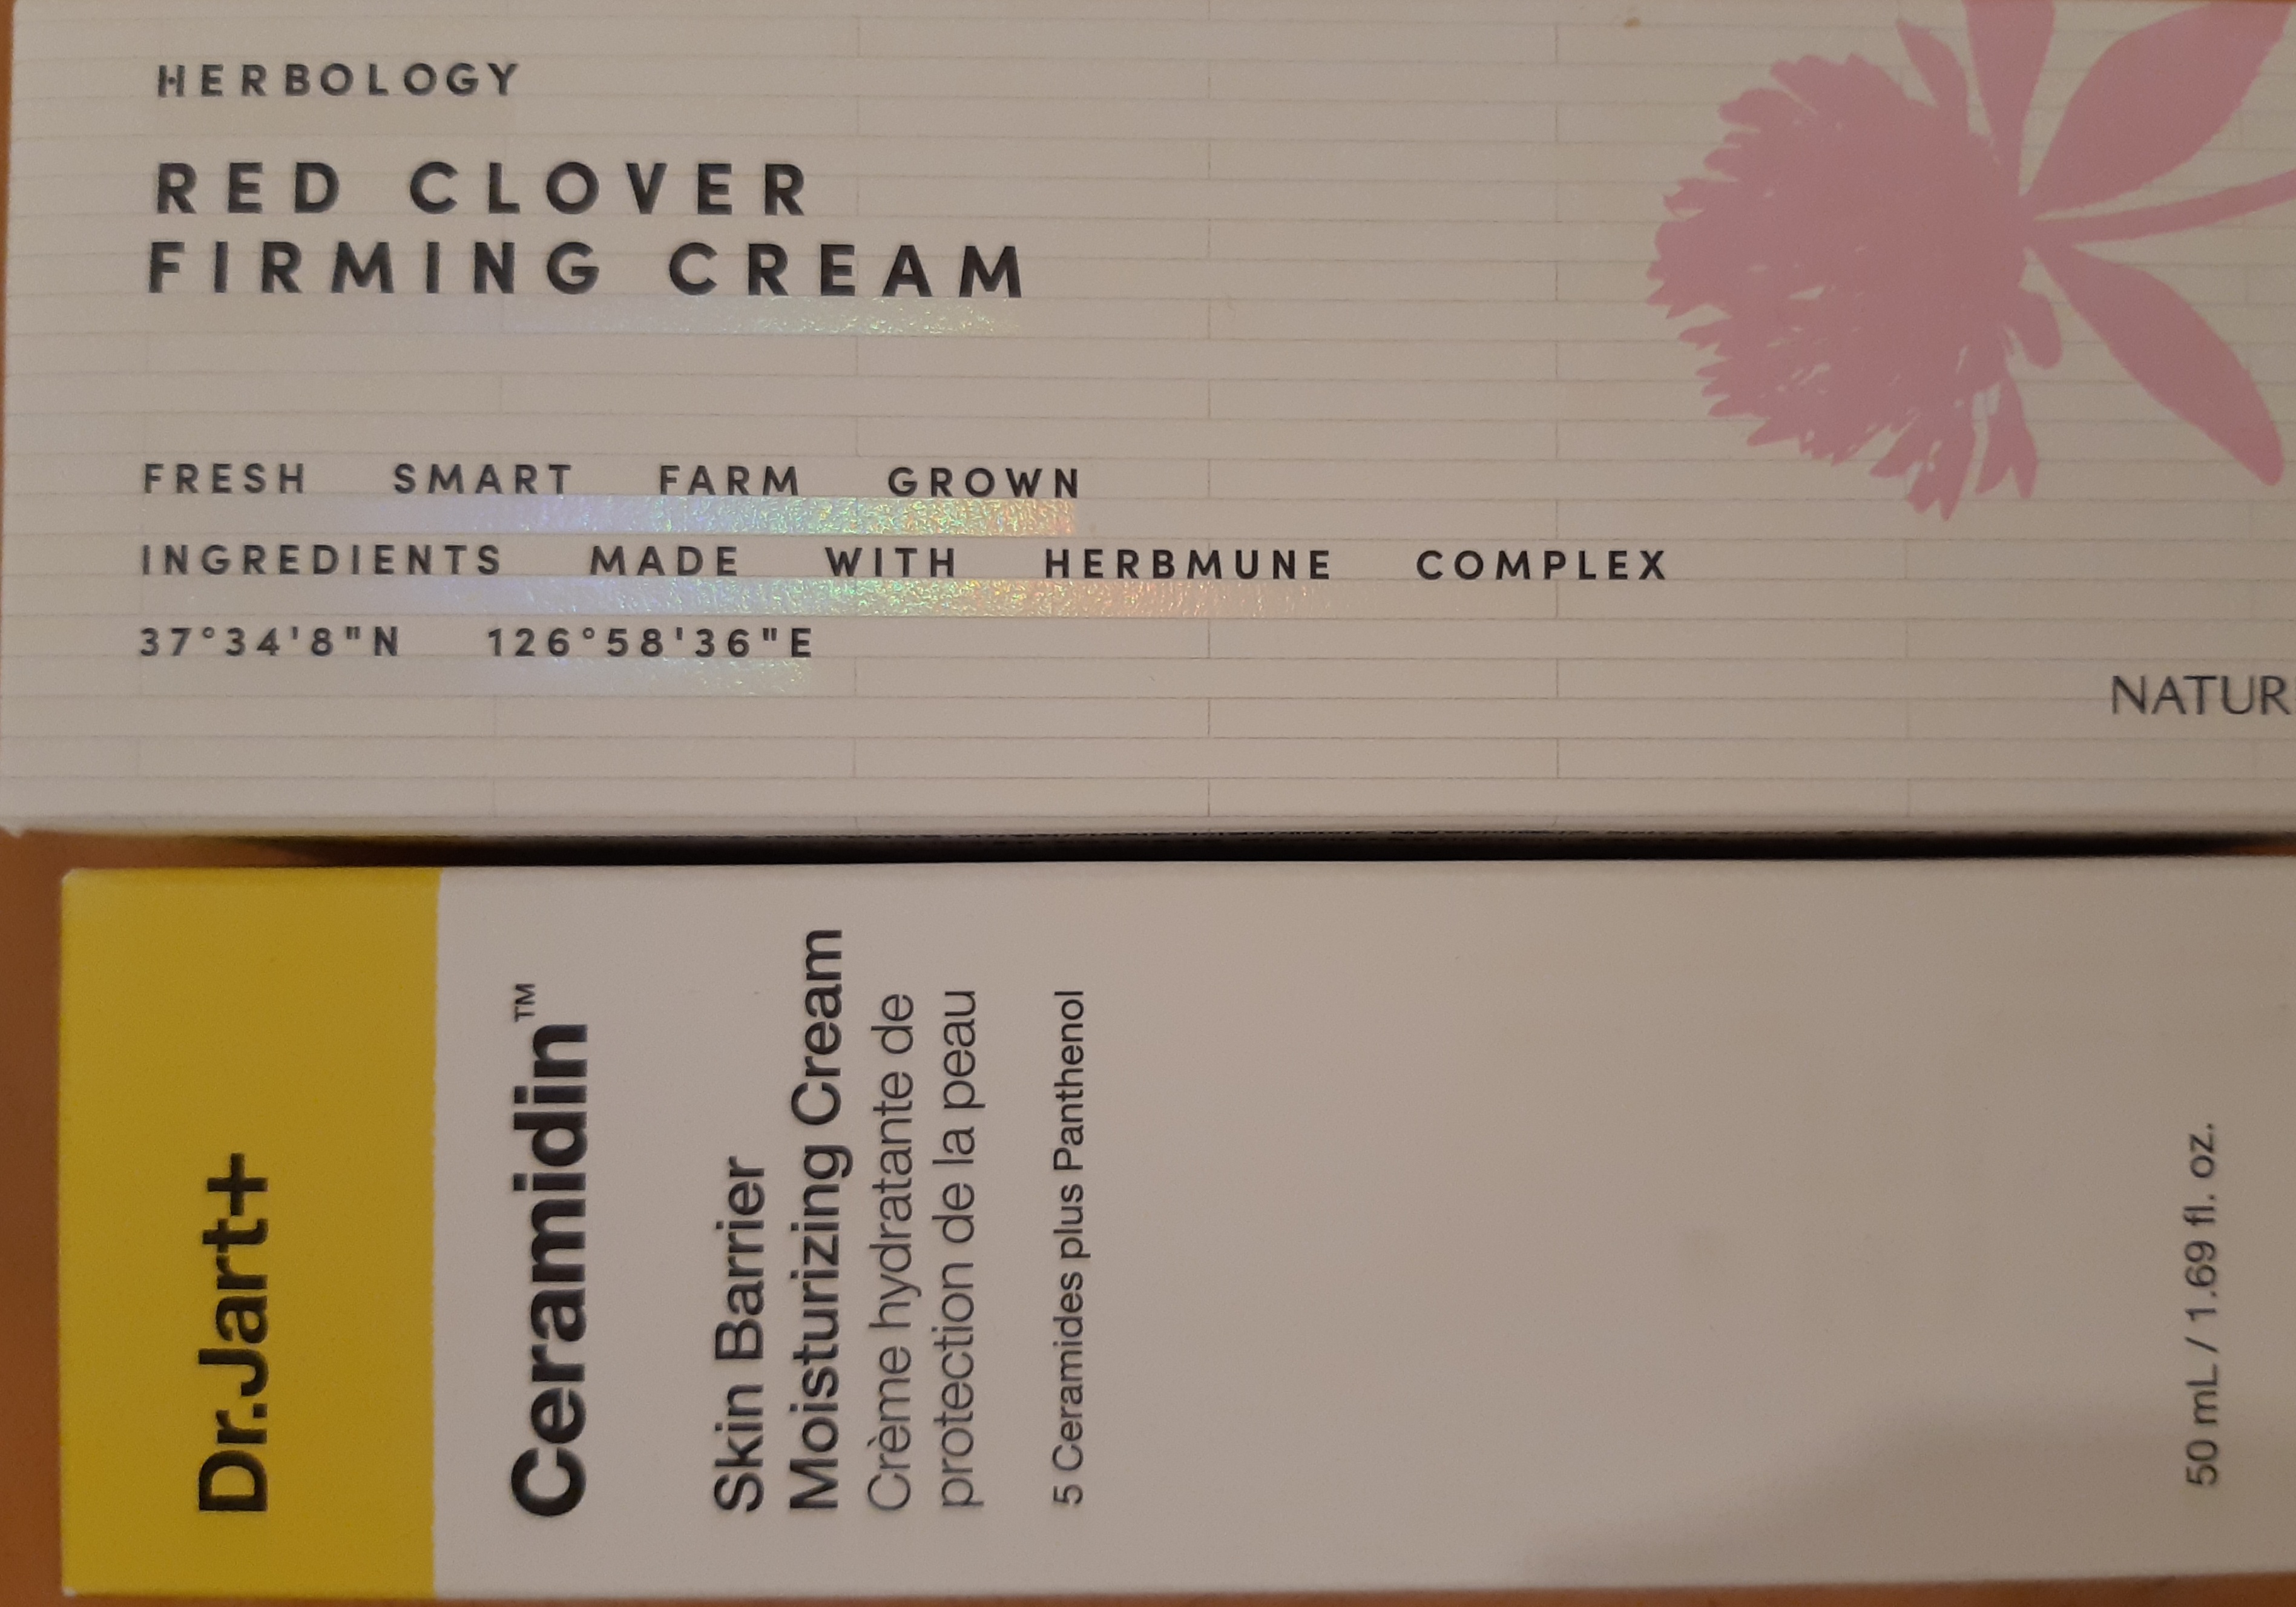 HERBOLOGY
RED CLOVER
FIRMING CREAM
FRESH SMART FARM GROWN
INGREDIENTS MADE WITH HERBMUNE COMPLEX
37°34'8"N 126°58'36"E
NATUR
Dr.Jart+
Ceramidin™
Skin Barrier
Moisturizing Cream
Crème hydratante de
protection de la peau
5 Ceramides plus Panthenol
50 mL / 1.69 fl. oz.